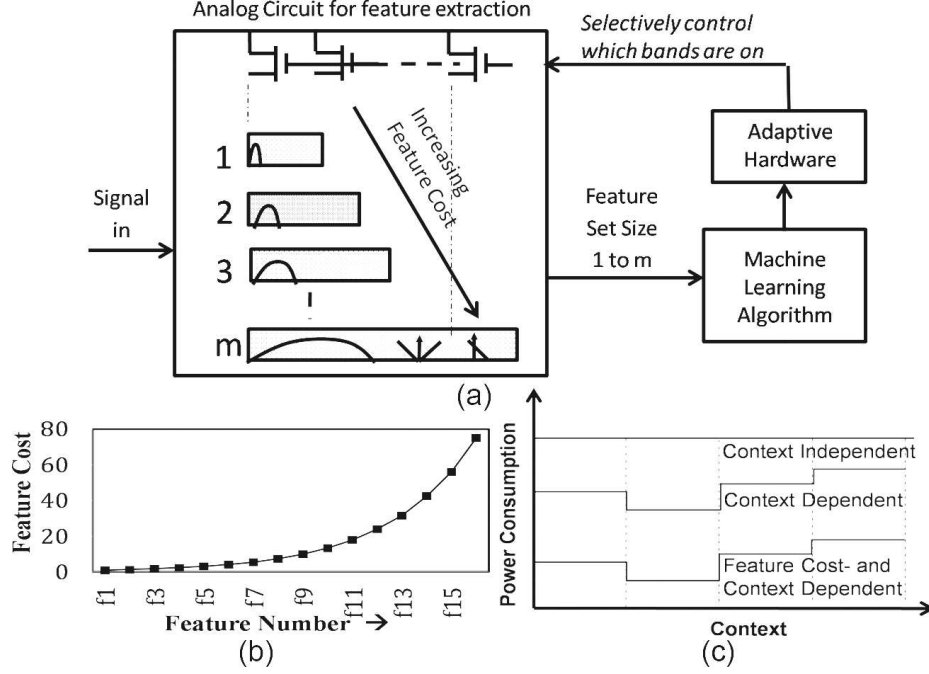 Analog Circuit for feature extraction
Selectively control
which bands are on
1
2
3
m
Increasing
Feature Cost
Signal
in
Feature
Set Size
1 to m
Adaptive
Hardware
Machine
Learning
Algorithm
(a)
Feature Cost
80
60
40
20
0
f1
f3
f5
f7
f9
f11
f13
f15
Feature Number →
(b)
Power Consumption
Context Independent
Context Dependent
Feature Cost- and
Context Dependent
Context
(c)